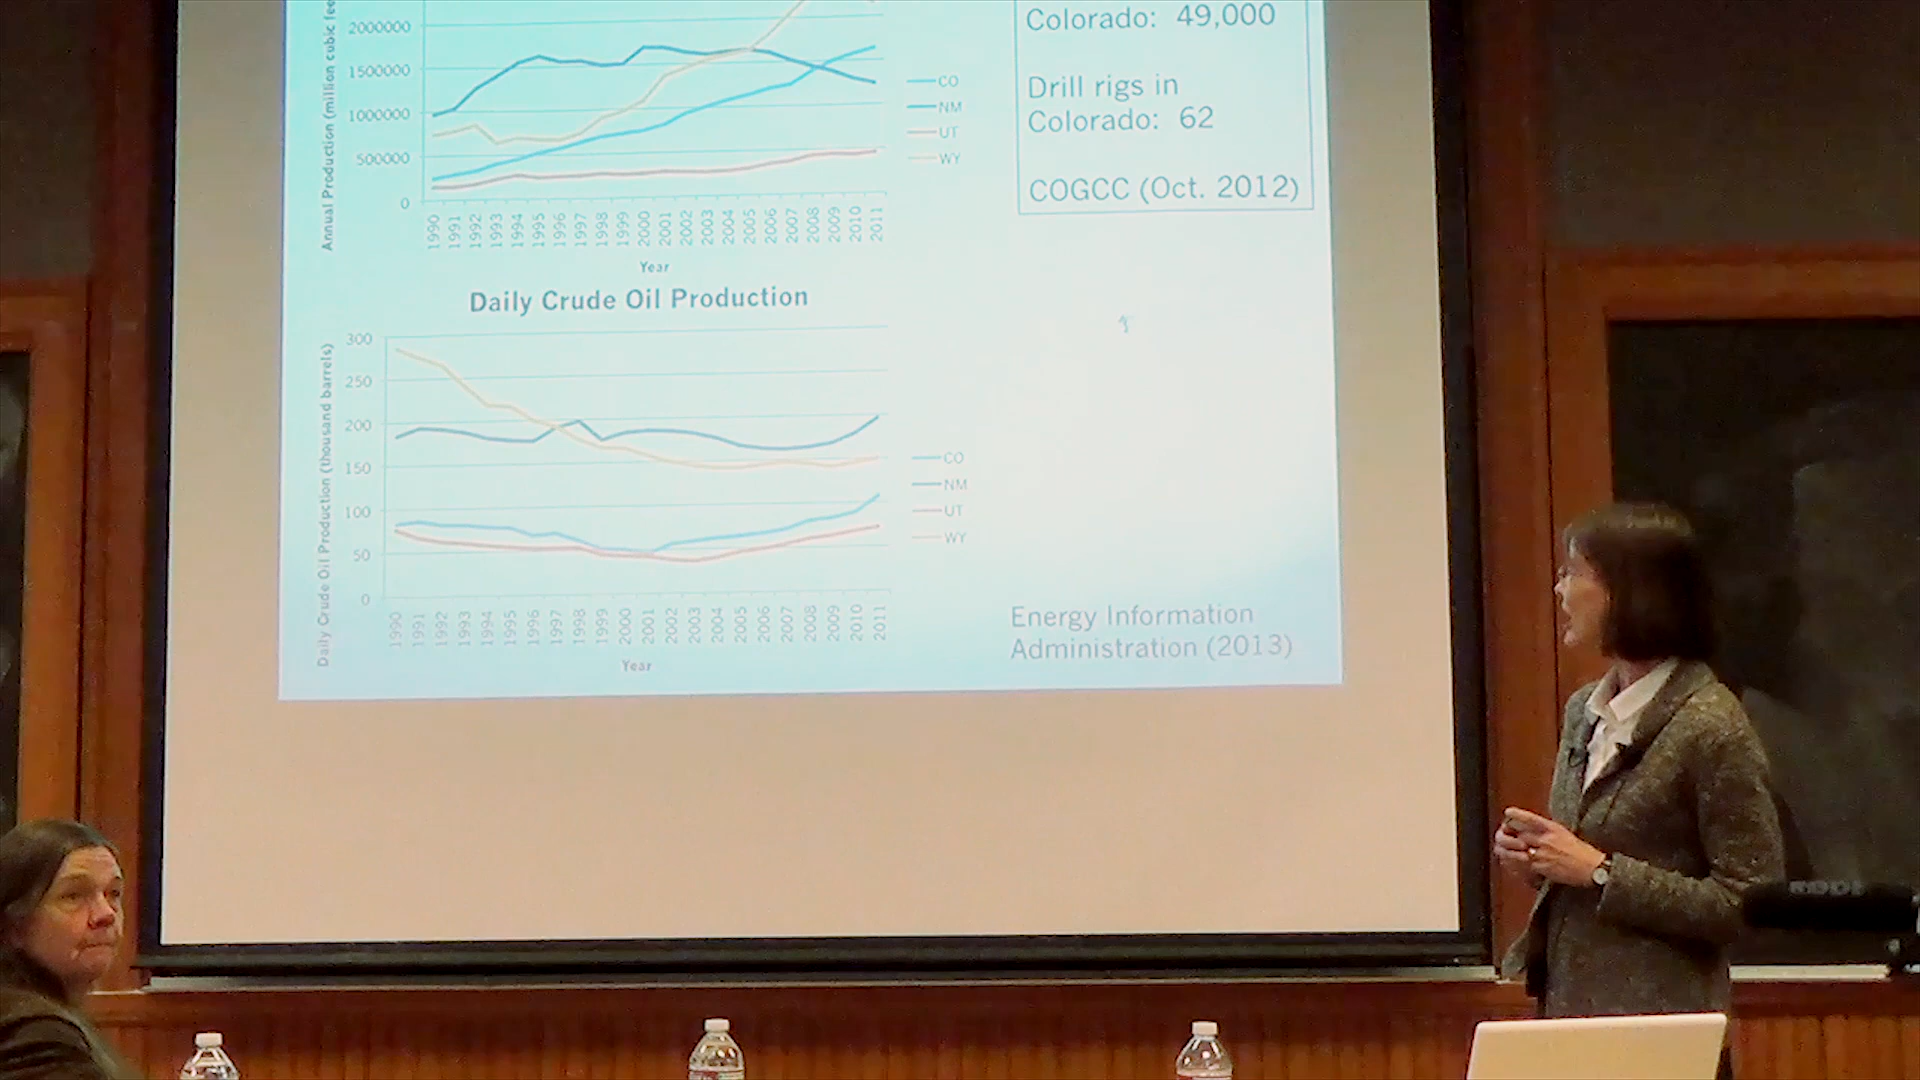 Annual Production (million cubic fee
2000000
1500000
1000000
500000
0
1990 1991 1992 1993 1994 1995 1996 1997 1998 1999 2000 2001 2002 2003 2004 2005 2006 2007 2008 2009 2010 2011
Year
CO
NM
UT
WY
Colorado: 49,000
Drill rigs in
Colorado: 62
COGCC (Oct. 2012)
Daily Crude Oil Production
Daily Crude Oil Production (thousand barrels)
300
250
200
150
100
50
0
1990 1991 1992 1993 1994 1995 1996 1997 1998 1999 2000 2001 2002 2003 2004 2005 2006 2007 2008 2009 2010 2011
Year
CO
NM
UT
WY
Energy Information
Administration (2013)